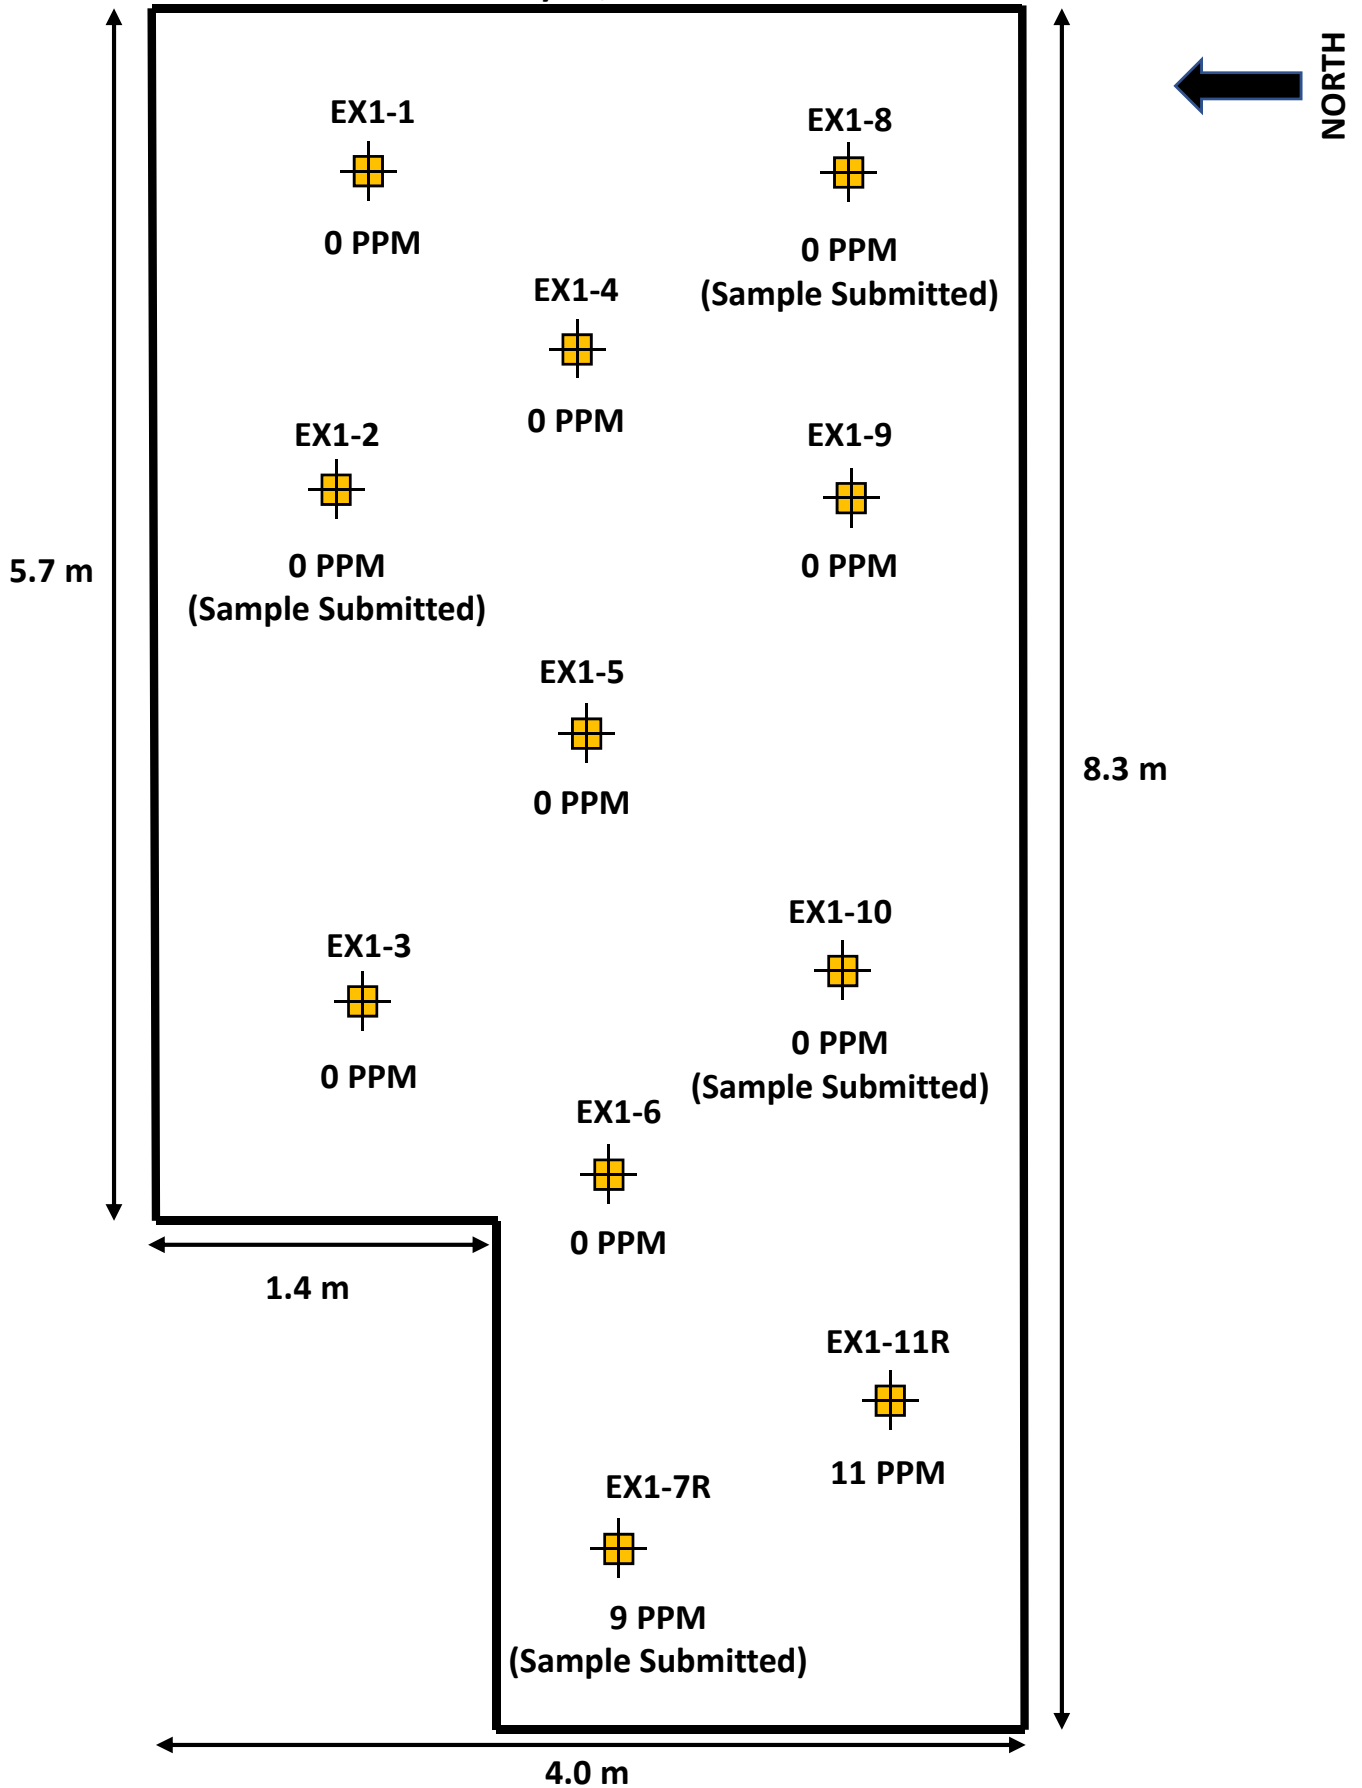 NORTH
EX1-1
0 PPM
EX1-8
0 PPM
(Sample Submitted)
EX1-4
0 PPM
EX1-2
0 PPM
(Sample Submitted)
EX1-9
0 PPM
5.7 m
EX1-5
0 PPM
8.3 m
EX1-3
0 PPM
EX1-10
0 PPM
(Sample Submitted)
EX1-6
0 PPM
1.4 m
EX1-11R
11 PPM
EX1-7R
9 PPM
(Sample Submitted)
4.0 m